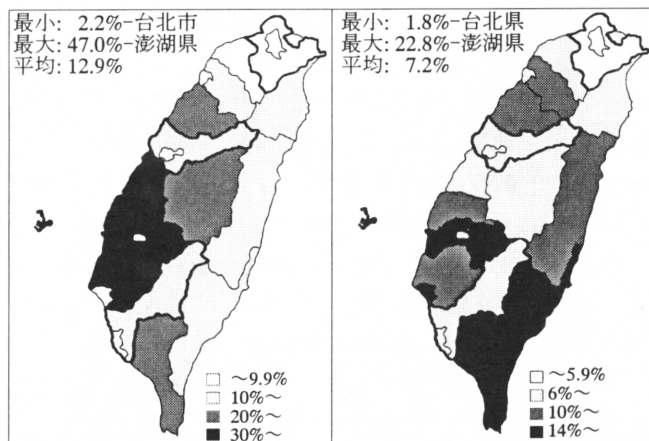 最小: 2.2%-台北市
最大: 47.0%-澎湖県
平均: 12.9%
～9.9%
10%～
20%～
30%～
最小: 1.8%-台北県
最大: 22.8%-澎湖県
平均: 7.2%
～5.9%
6%～
10%～
14%～